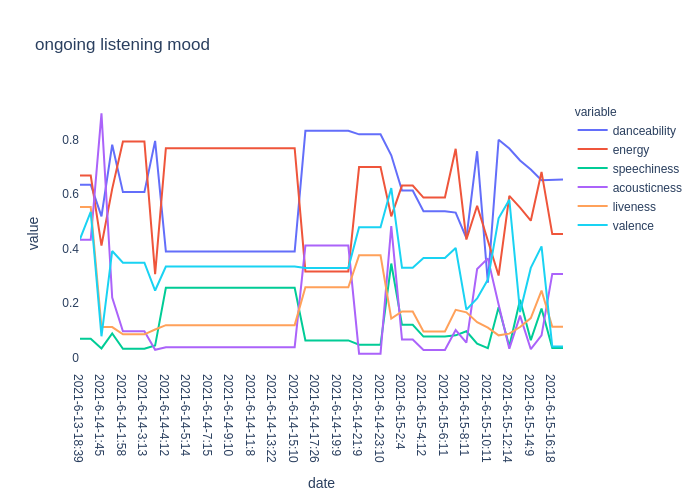 ongoing listening mood
variable
danceability
energy
speechiness
acousticness
liveness
valence
value
0.8
0.6
0.4
0.2
0
2021-6-13-18:39
2021-6-14-1:45
2021-6-14-1:58
2021-6-14-3:13
2021-6-14-4:12
2021-6-14-5:14
2021-6-14-7:15
2021-6-14-9:10
2021-6-14-11:8
2021-6-14-13:22
2021-6-14-15:10
2021-6-14-17:26
2021-6-14-19:9
2021-6-14-21:9
2021-6-14-23:10
2021-6-15-2:4
2021-6-15-4:12
2021-6-15-6:11
2021-6-15-8:11
2021-6-15-10:11
2021-6-15-12:14
2021-6-15-14:9
2021-6-15-16:18
date